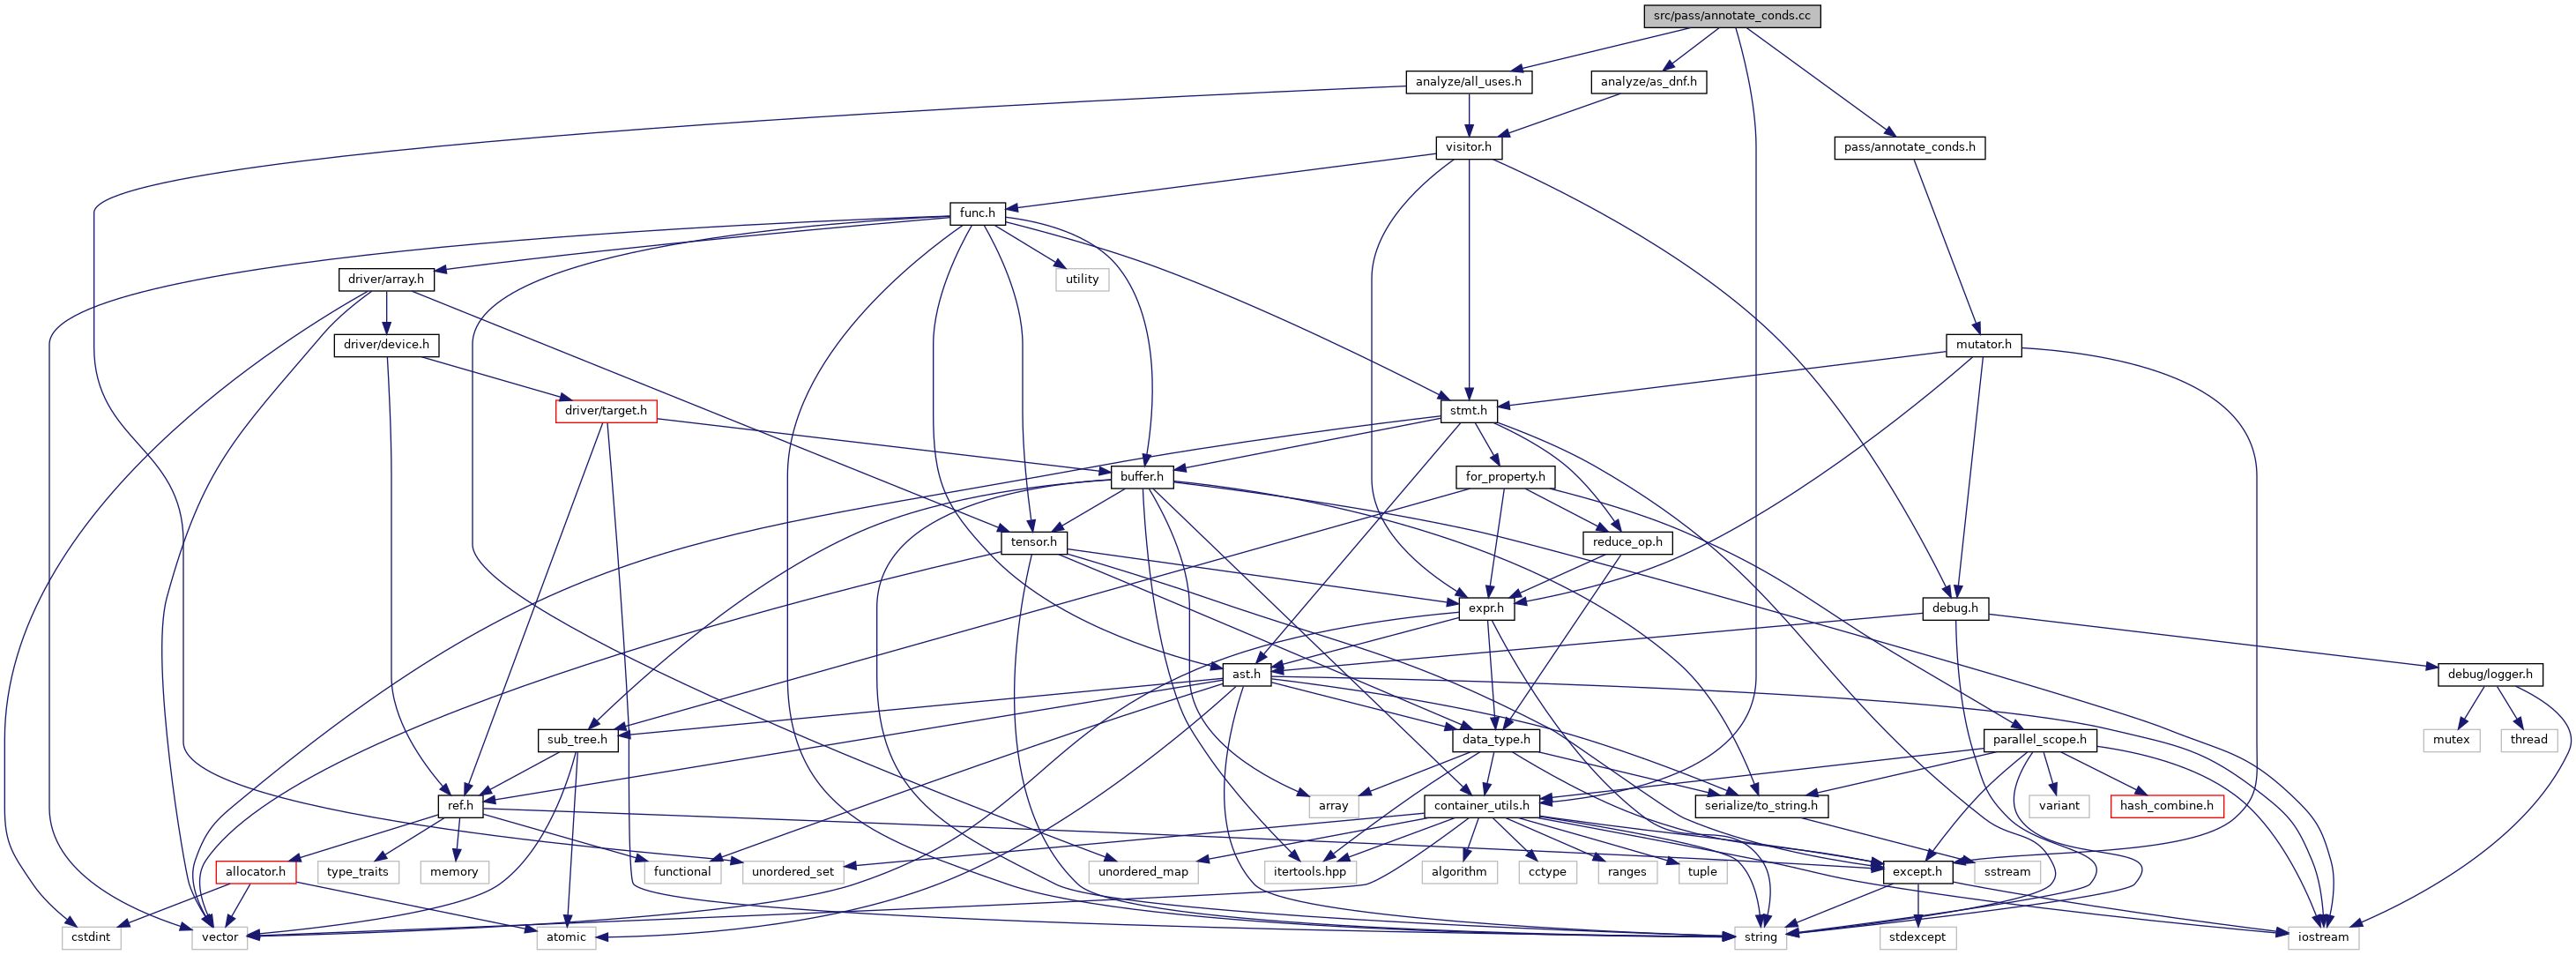 src/pass/annotate_conds.cc
analyze/all_uses.h
analyze/as_dnf.h
visitor.h
pass/annotate_conds.h
func.h
driver/array.h
utility
driver/device.h
mutator.h
driver/target.h
stmt.h
buffer.h
for_property.h
tensor.h
reduce_op.h
expr.h
debug.h
ast.h
debug/logger.h
sub_tree.h
data_type.h
parallel_scope.h
mutex
thread
ref.h
array
container_utils.h
serialize/to_string.h
variant
hash_combine.h
allocator.h
type_traits
memory
functional
unordered_set
unordered_map
itertools.hpp
algorithm
cctype
ranges
tuple
except.h
sstream
cstdint
vector
atomic
string
stdexcept
iostream